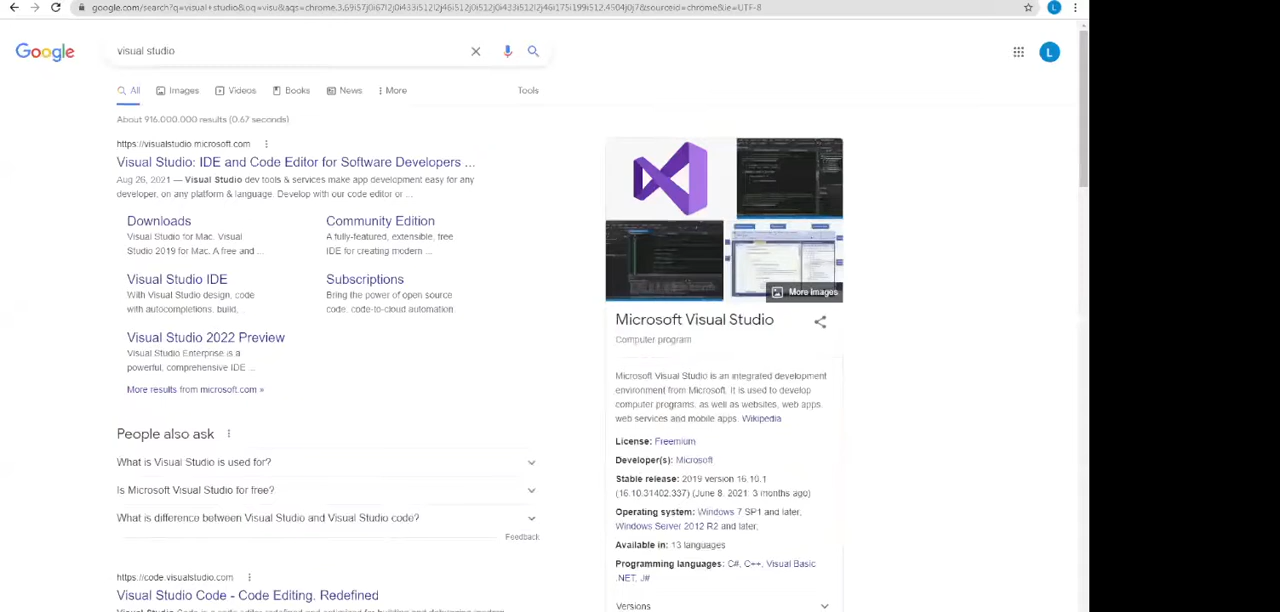 google.com/search?q=visual+studio&oq=visu&aqs=chrome.3.69i57j0i67l2j0i433i512l2j46i512j0i512j0i433i512l2j46i175i199i512.4504j0j7&sourceid=chrome&ie=UTF-8
L
Google
visual studio
L
All
Images
Videos
Books
News
More
Tools
About 916.000.000 results (0.67 seconds)
https://visualstudio.microsoft.com
Visual Studio: IDE and Code Editor for Software Developers ...
Aug 26, 2021 — Visual Studio dev tools & services make app development easy for any
developer, on any platform & language. Develop with our code editor or ...
Downloads
Visual Studio for Mac. Visual
Studio 2019 for Mac. A free and ...
Community Edition
A fully-featured, extensible, free
IDE for creating modern ...
Visual Studio IDE
With Visual Studio design, code
with autocompletions, build, ...
Subscriptions
Bring the power of open source
code, code-to-cloud automation.
Visual Studio 2022 Preview
Visual Studio Enterprise is a
powerful, comprehensive IDE ...
More results from microsoft.com »
People also ask
What is Visual Studio is used for?
Is Microsoft Visual Studio for free?
What is difference between Visual Studio and Visual Studio code?
Feedback
https://code.visualstudio.com
Visual Studio Code - Code Editing. Redefined
More images
Microsoft Visual Studio
Computer program
Microsoft Visual Studio is an integrated development
environment from Microsoft. It is used to develop
computer programs, as well as websites, web apps,
web services and mobile apps. Wikipedia
License: Freemium
Developer(s): Microsoft
Stable release: 2019 version 16.10.1
(16.10.31402.337) (June 8, 2021; 3 months ago)
Operating system: Windows 7 SP1 and later,
Windows Server 2012 R2 and later;
Available in: 13 languages
Programming languages: C#, C++, Visual Basic
.NET, J#
Versions